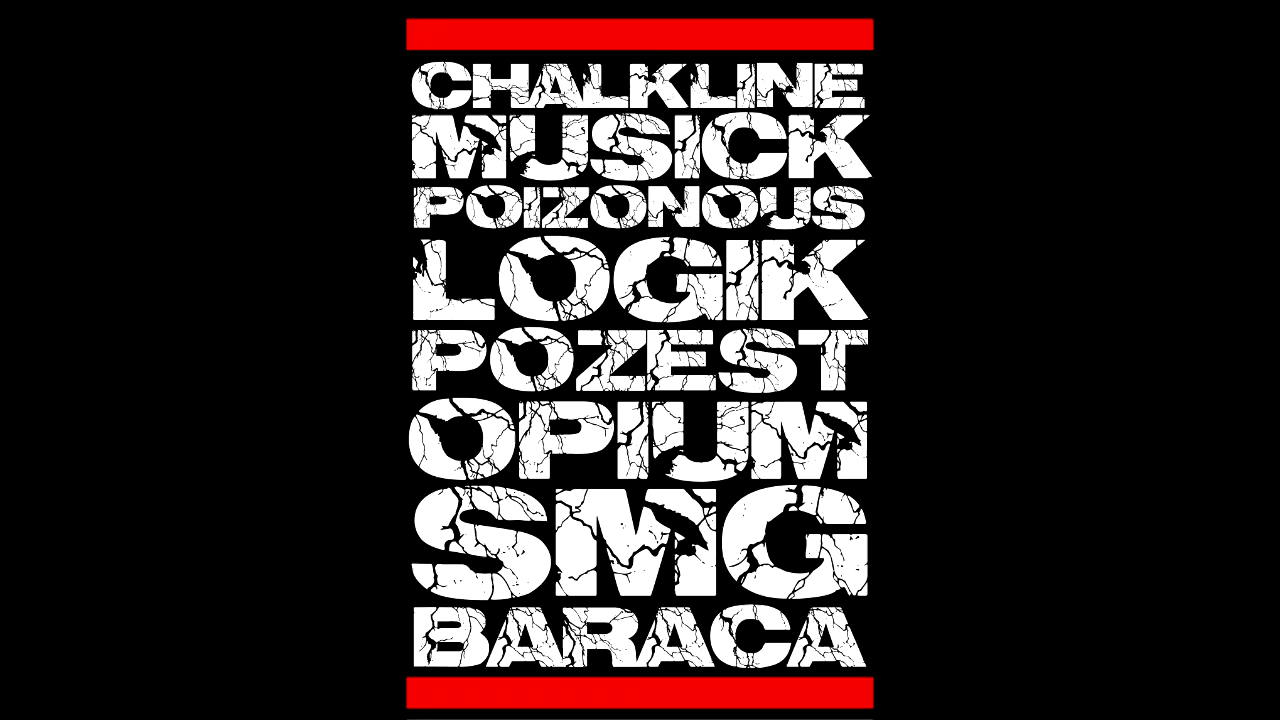 CHALKLINE
MUSICK
POIZONOUS
LOGIK
POZEST
OPIUM
SMG
BARACA